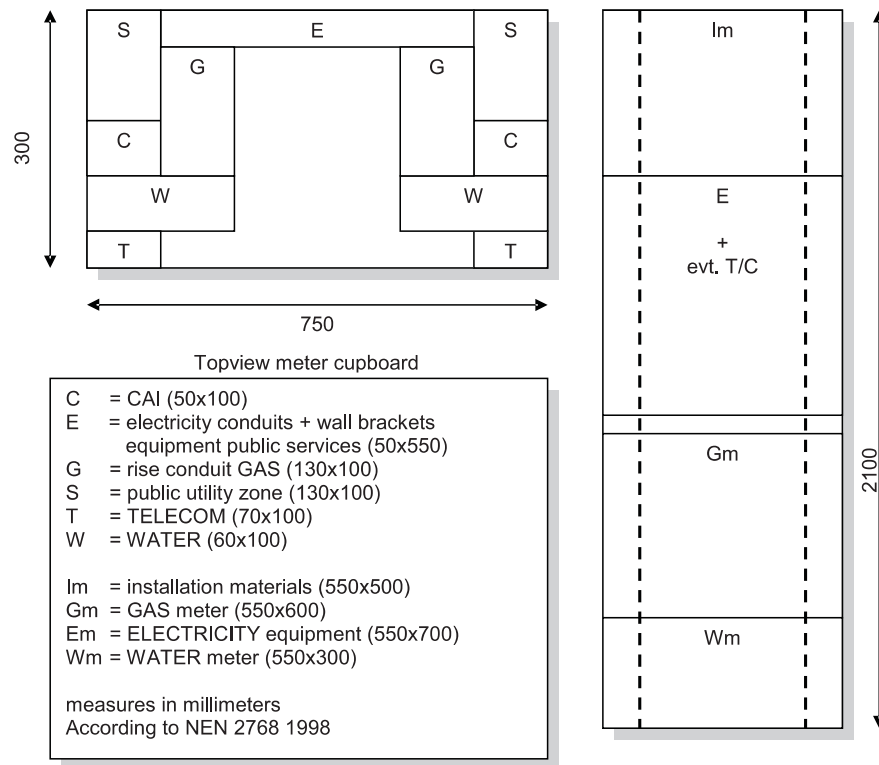 S E S
G G
C C
W W
T T
300
750
Topview meter cupboard
C = CAI (50x100)
E = electricity conduits + wall brackets
equipment public services (50x550)
G = rise conduit GAS (130x100)
S = public utility zone (130x100)
T = TELECOM (70x100)
W = WATER (60x100)
Im = installation materials (550x500)
Gm = GAS meter (550x600)
Em = ELECTRICITY equipment (550x700)
Wm = WATER meter (550x300)
measures in millimeters
According to NEN 2768 1998
Im
E
+
evt. T/C
Gm
Wm
2100